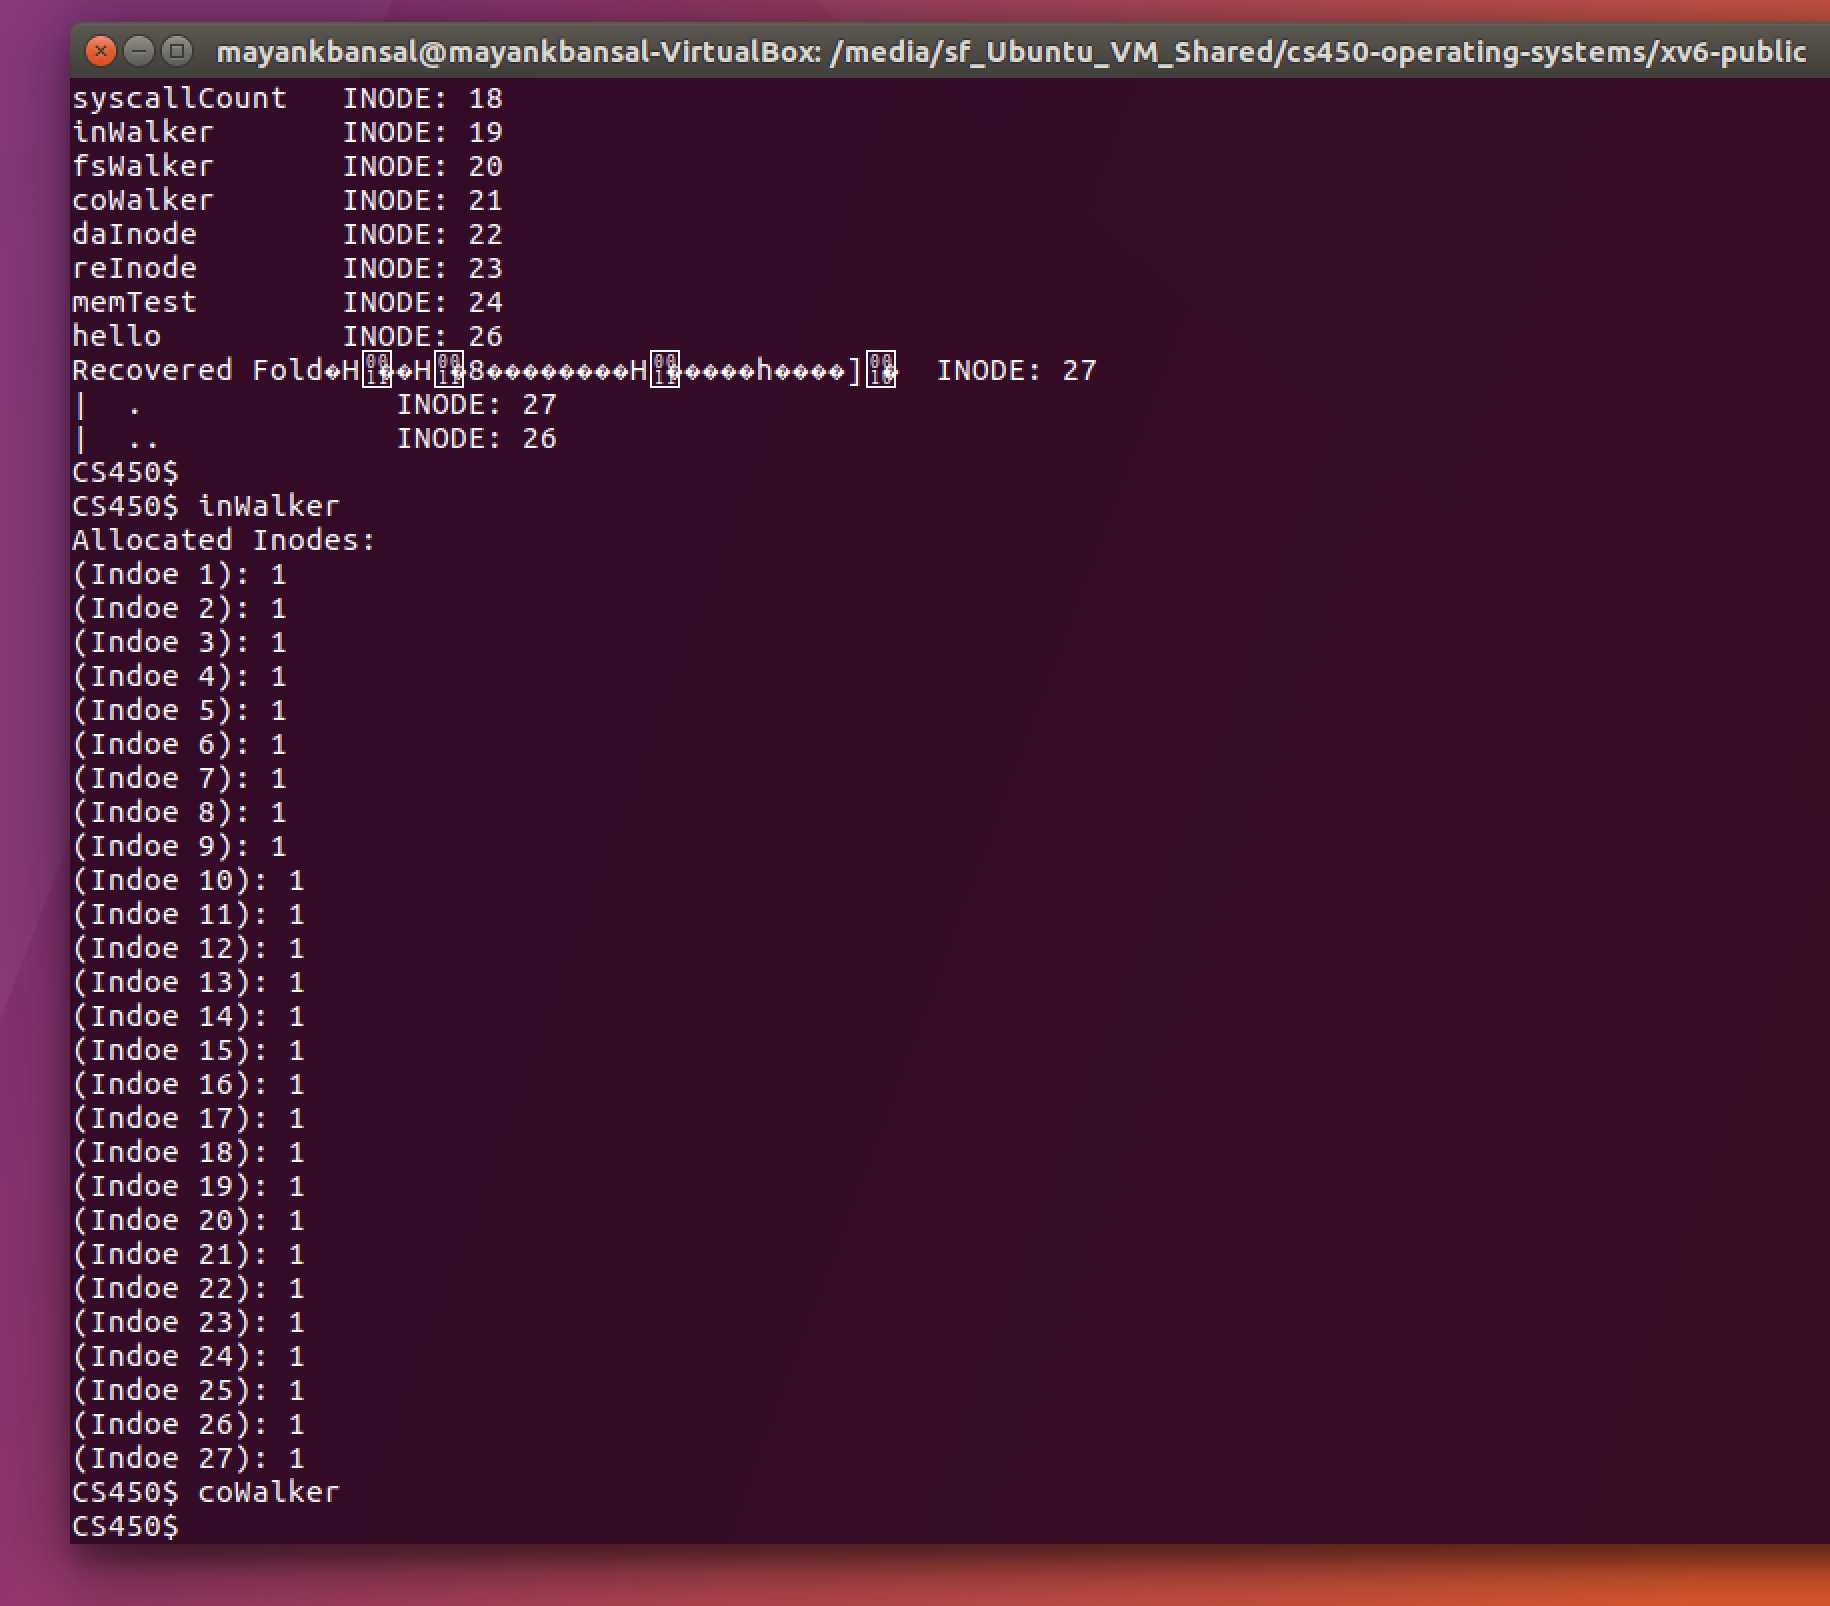 mayankbansal@mayankbansal-VirtualBox: /media/sf_Ubuntu_VM_Shared/cs450-operating-systems/xv6-public
syscallCount INODE: 18
inWalker INODE: 19
fsWalker INODE: 20
coWalker INODE: 21
daInode INODE: 22
reInode INODE: 23
memTest INODE: 24
hello INODE: 26
Recovered Fold�H��H�8���������H�����h����]� INODE: 27
| . INODE: 27
| .. INODE: 26
CS450$
CS450$ inWalker
Allocated Inodes:
(Indoe 1): 1
(Indoe 2): 1
(Indoe 3): 1
(Indoe 4): 1
(Indoe 5): 1
(Indoe 6): 1
(Indoe 7): 1
(Indoe 8): 1
(Indoe 9): 1
(Indoe 10): 1
(Indoe 11): 1
(Indoe 12): 1
(Indoe 13): 1
(Indoe 14): 1
(Indoe 15): 1
(Indoe 16): 1
(Indoe 17): 1
(Indoe 18): 1
(Indoe 19): 1
(Indoe 20): 1
(Indoe 21): 1
(Indoe 22): 1
(Indoe 23): 1
(Indoe 24): 1
(Indoe 25): 1
(Indoe 26): 1
(Indoe 27): 1
CS450$ coWalker
CS450$